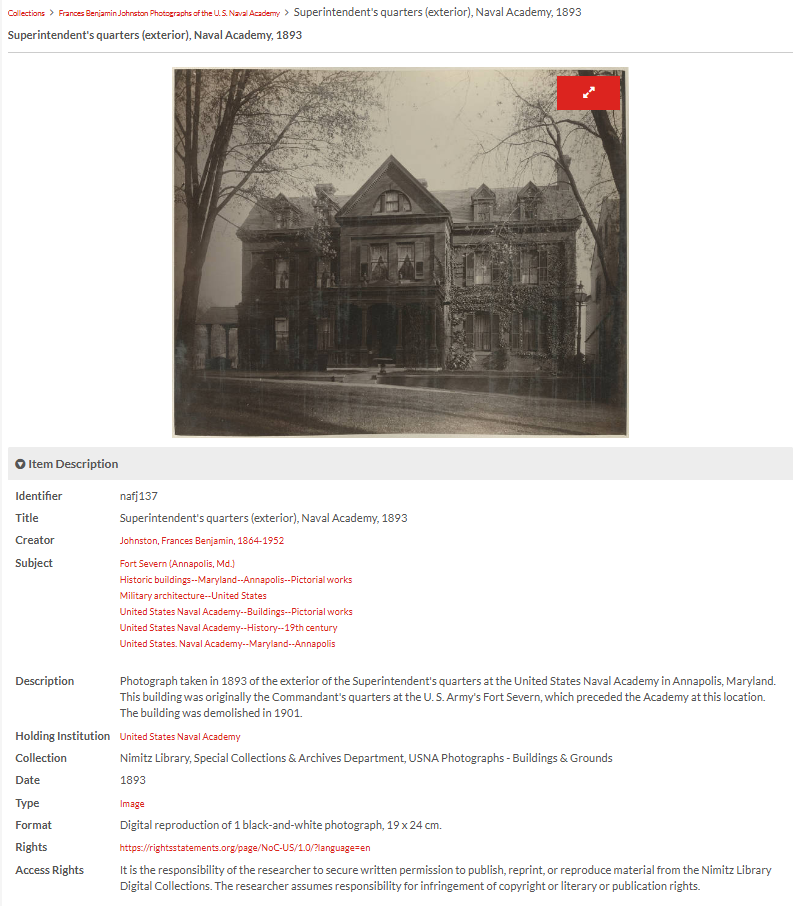 Collections > Frances Benjamin Johnston Photographs of the U. S. Naval Academy > Superintendent's quarters (exterior), Naval Academy, 1893
Superintendent's quarters (exterior), Naval Academy, 1893
Item Description
Identifier nafj137
Title Superintendent's quarters (exterior), Naval Academy, 1893
Creator Johnston, Frances Benjamin, 1864-1952
Subject Fort Severn (Annapolis, Md.)
Historic buildings--Maryland--Annapolis--Pictorial works
Military architecture--United States
United States Naval Academy--Buildings--Pictorial works
United States Naval Academy--History--19th century
United States. Naval Academy--Maryland--Annapolis
Description Photograph taken in 1893 of the exterior of the Superintendent's quarters at the United States Naval Academy in Annapolis, Maryland.
This building was originally the Commandant's quarters at the U. S. Army's Fort Severn, which preceded the Academy at this location.
The building was demolished in 1901.
Holding Institution United States Naval Academy
Collection Nimitz Library, Special Collections & Archives Department, USNA Photographs - Buildings & Grounds
Date 1893
Type Image
Format Digital reproduction of 1 black-and-white photograph, 19 x 24 cm.
Rights https://rightsstatements.org/page/NoC-US/1.0/?language=en
Access Rights It is the responsibility of the researcher to secure written permission to publish, reprint, or reproduce material from the Nimitz Library
Digital Collections. The researcher assumes responsibility for infringement of copyright or literary or publication rights.